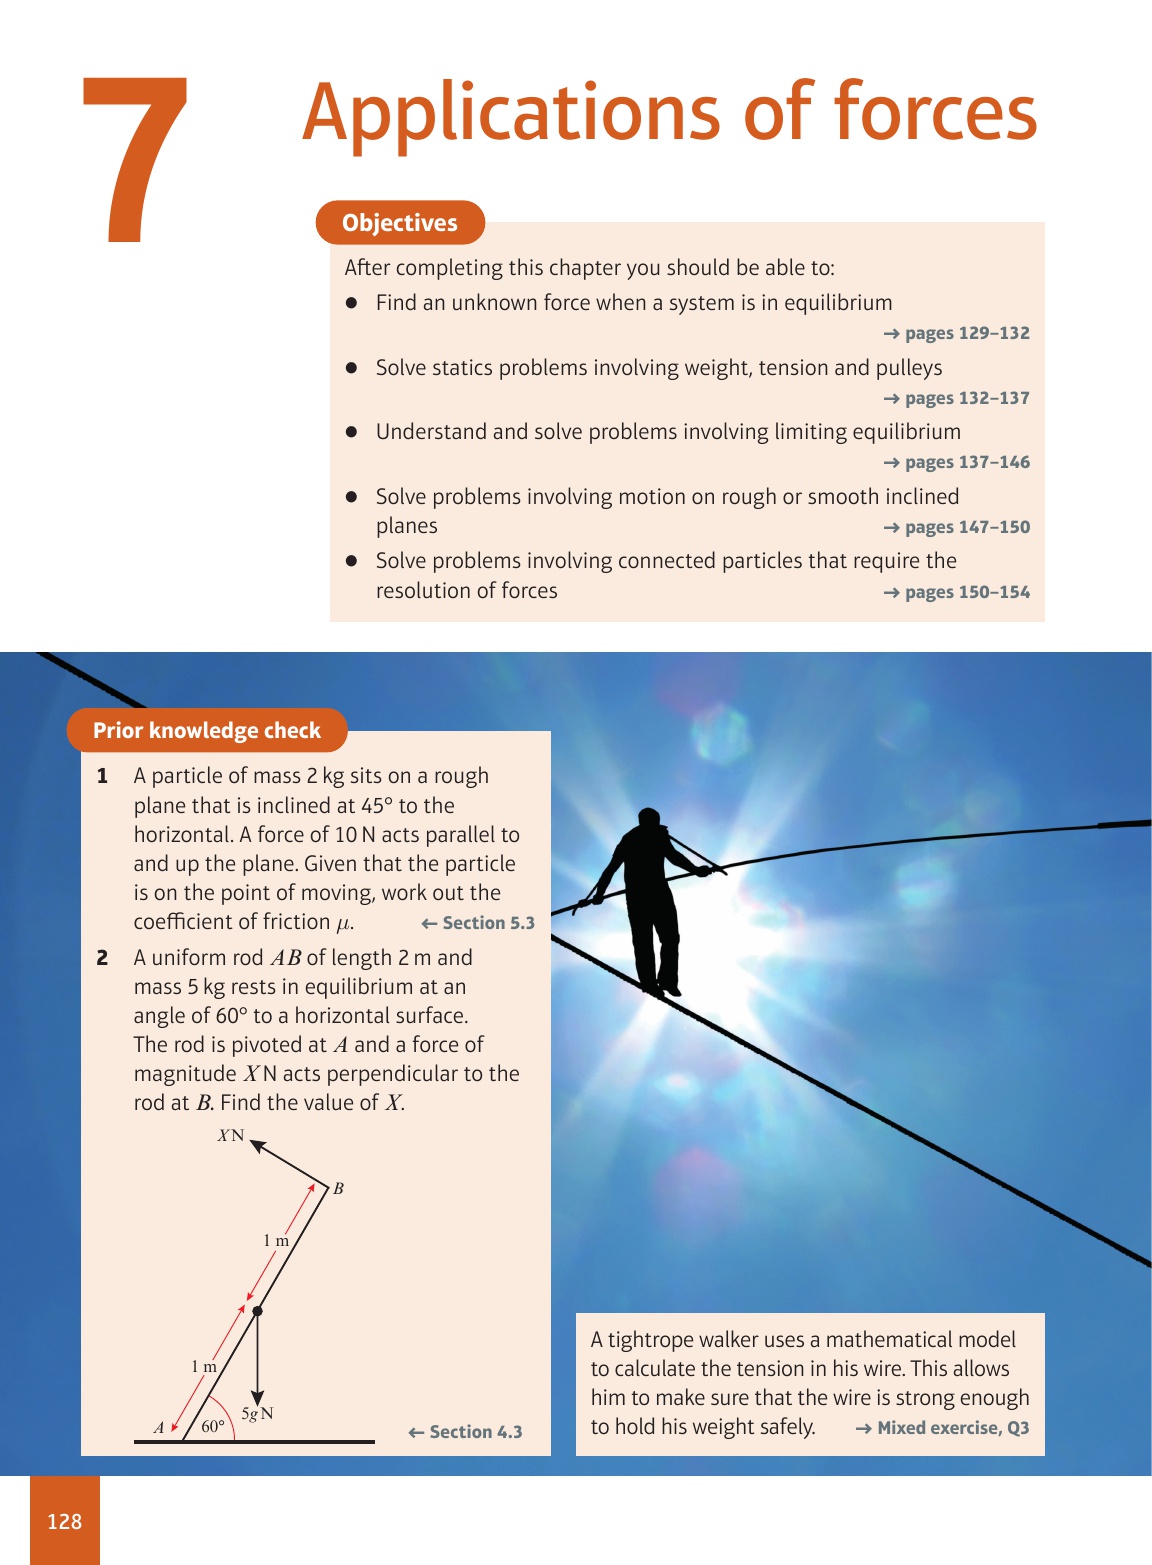 7
Applications of forces
Objectives
After completing this chapter you should be able to:
● Find an unknown force when a system is in equilibrium
→ pages 129–132
● Solve statics problems involving weight, tension and pulleys
→ pages 132–137
● Understand and solve problems involving limiting equilibrium
→ pages 137–146
● Solve problems involving motion on rough or smooth inclined
planes → pages 147–150
● Solve problems involving connected particles that require the
resolution of forces → pages 150–154
Prior knowledge check
1 A particle of mass 2 kg sits on a rough
plane that is inclined at 45° to the
horizontal. A force of 10 N acts parallel to
and up the plane. Given that the particle
is on the point of moving, work out the
coefficient of friction μ. ← Section 5.3
2 A uniform rod AB of length 2 m and
mass 5 kg rests in equilibrium at an
angle of 60° to a horizontal surface.
The rod is pivoted at A and a force of
magnitude X N acts perpendicular to the
rod at B. Find the value of X.
X N
B
1 m
1 m
A
60°
5g N
← Section 4.3
A tightrope walker uses a mathematical model
to calculate the tension in his wire. This allows
him to make sure that the wire is strong enough
to hold his weight safely. → Mixed exercise, Q3
128